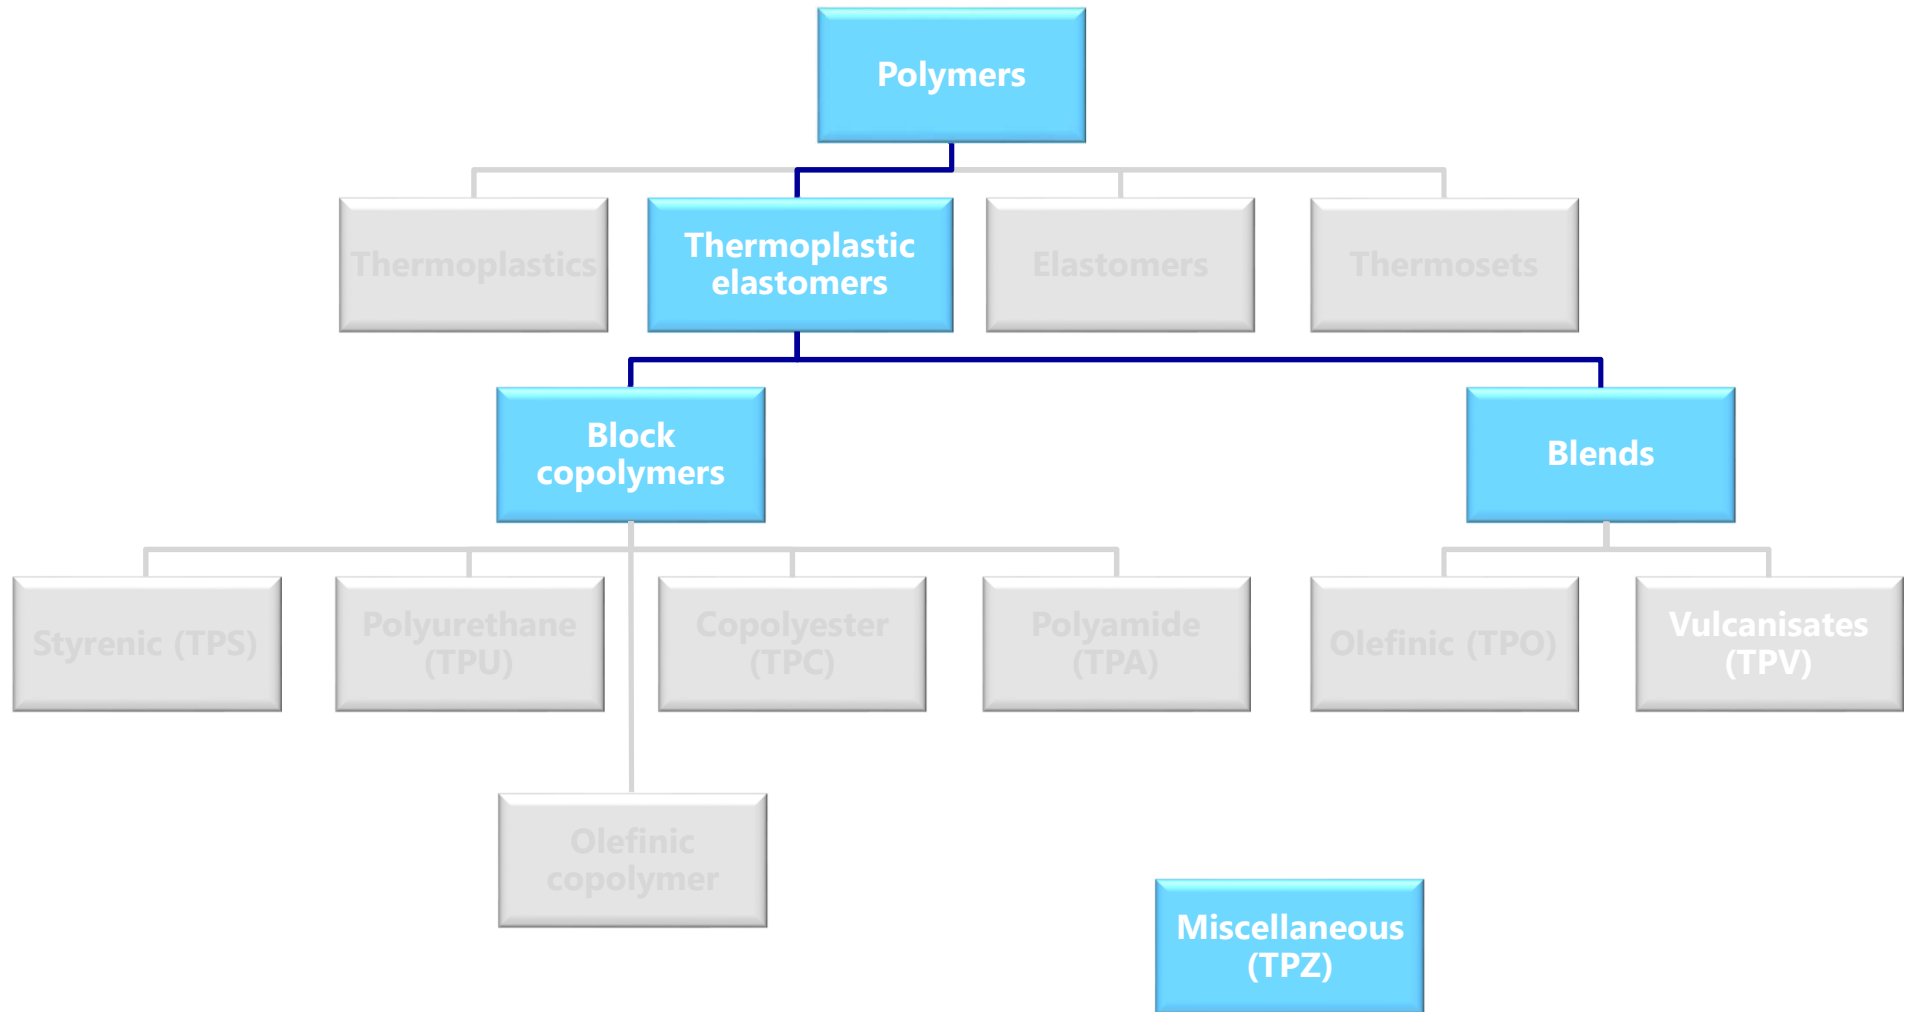 Polymers
Thermoplastics
Thermoplastic
elastomers
Elastomers
Thermosets
Block
copolymers
Blends
Styrenic (TPS)
Polyurethane
(TPU)
Copolyester
(TPC)
Polyamide
(TPA)
Olefinic (TPO)
Vulcanisates
(TPV)
Olefinic
copolymer
Miscellaneous
(TPZ)